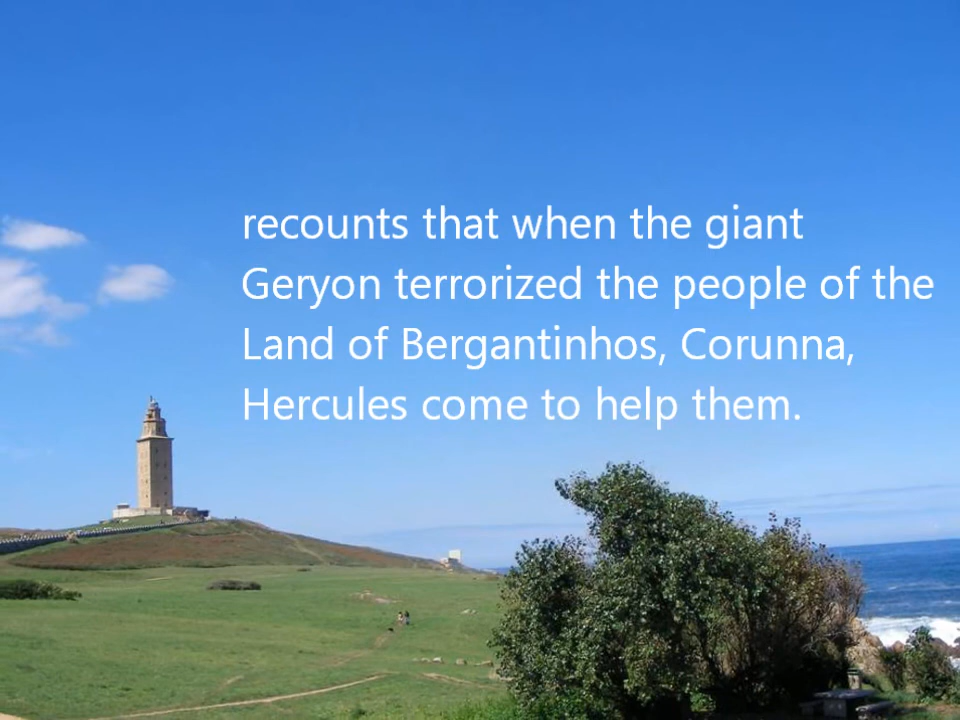 recounts that when the giant
Geryon terrorized the people of the
Land of Bergantinhos, Corunna,
Hercules come to help them.